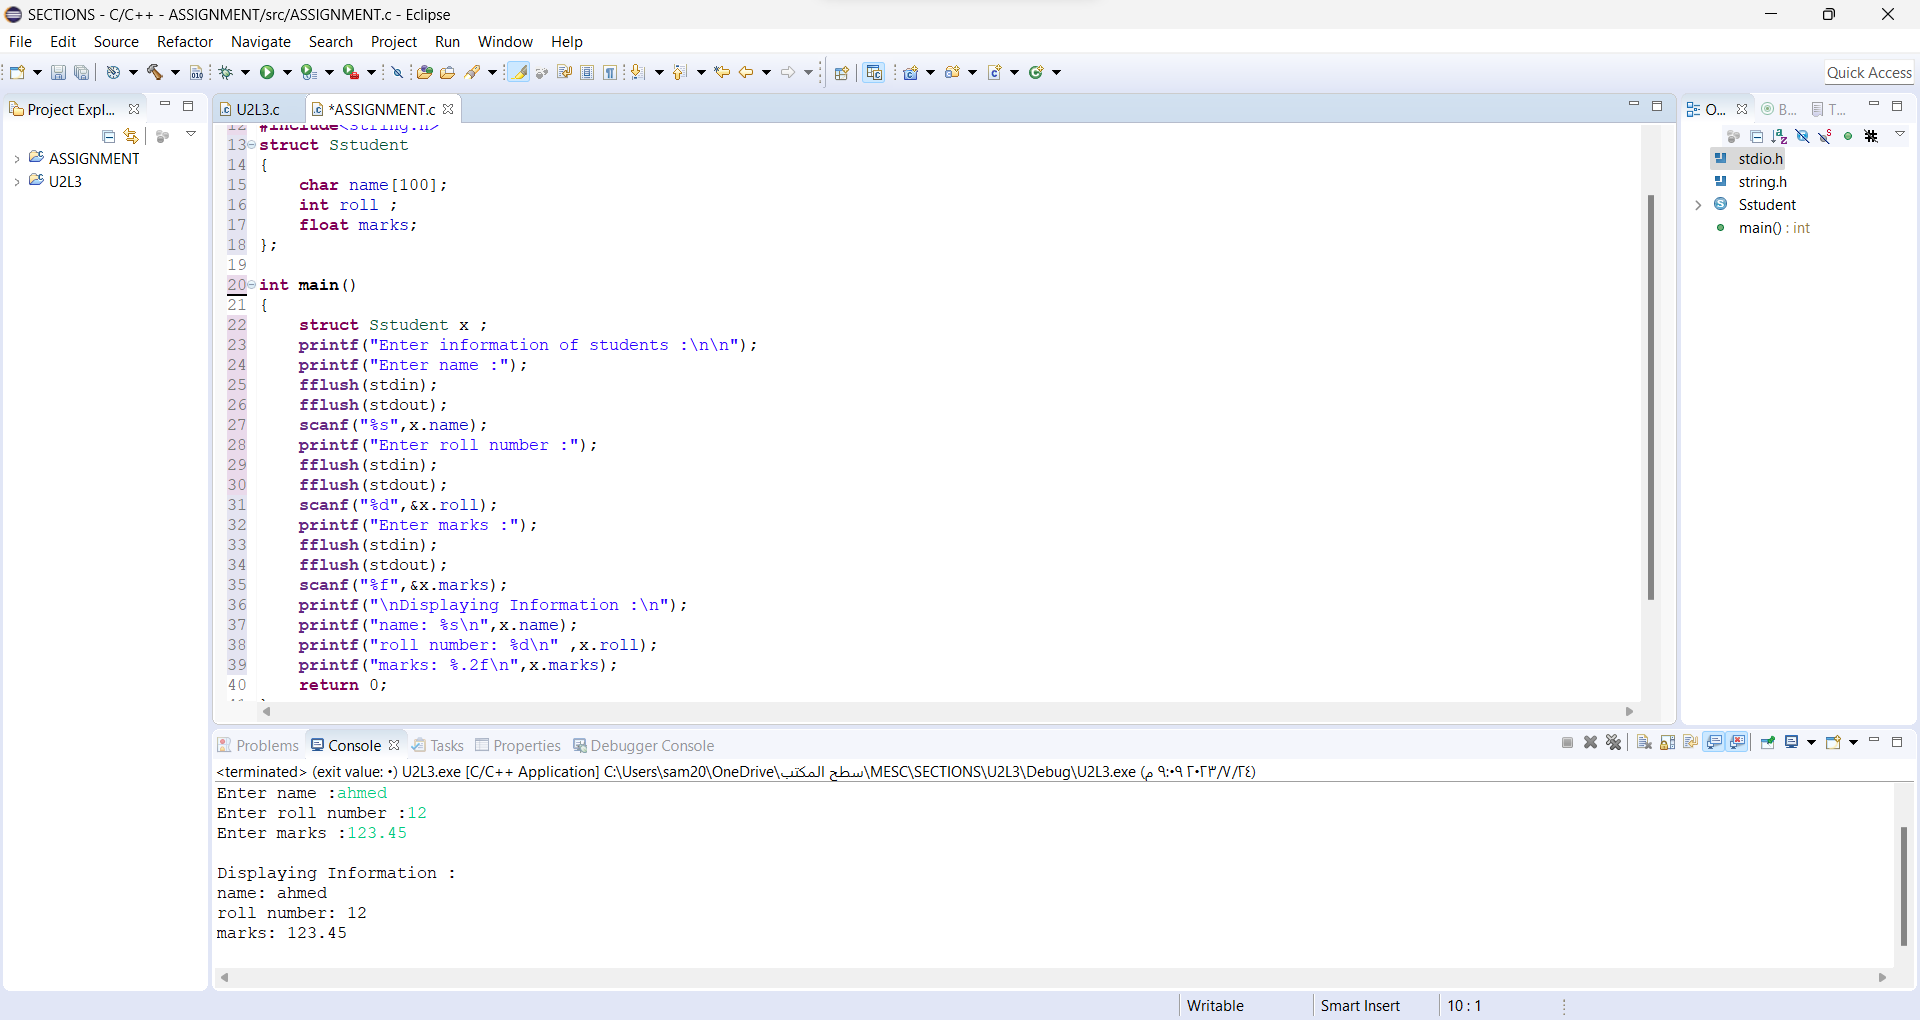 SECTIONS - C/C++ - ASSIGNMENT/src/ASSIGNMENT.c - Eclipse
File Edit Source Refactor Navigate Search Project Run Window Help
Quick Access
Project Expl...
ASSIGNMENT
U2L3
U2L3.c *ASSIGNMENT.c
12 #include<string.h>
13 struct Sstudent
14 {
15 char name[100];
16 int roll ;
17 float marks;
18 };
19
20 int main()
21 {
22 struct Sstudent x ;
23 printf("Enter information of students :\n\n");
24 printf("Enter name :");
25 fflush(stdin);
26 fflush(stdout);
27 scanf("%s",x.name);
28 printf("Enter roll number :");
29 fflush(stdin);
30 fflush(stdout);
31 scanf("%d",&x.roll);
32 printf("Enter marks :");
33 fflush(stdin);
34 fflush(stdout);
35 scanf("%f",&x.marks);
36 printf("\nDisplaying Information :\n");
37 printf("name: %s\n",x.name);
38 printf("roll number: %d\n" ,x.roll);
39 printf("marks: %.2f\n",x.marks);
40 return 0;
O... B... T...
stdio.h
string.h
Sstudent
main() : int
Problems Console Tasks Properties Debugger Console
<terminated> (exit value: ٠) U2L3.exe [C/C++ Application] C:\Users\sam20\OneDrive\سطح المكتب\MESC\SECTIONS\U2L3\Debug\U2L3.exe (٢٤/٧/٢٠٢٣ ٩:٠٩ م)
Enter name :ahmed
Enter roll number :12
Enter marks :123.45
Displaying Information :
name: ahmed
roll number: 12
marks: 123.45
Writable Smart Insert 10 : 1